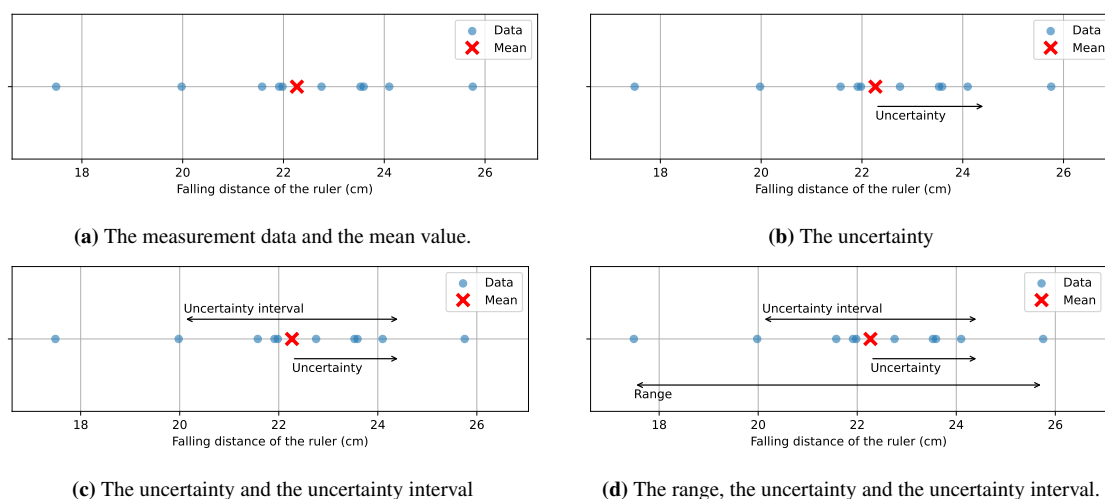 Data
Mean
18 20 22 24 26
Falling distance of the ruler (cm)
(a) The measurement data and the mean value.
Data
Mean
Uncertainty
18 20 22 24 26
Falling distance of the ruler (cm)
(b) The uncertainty
Data
Mean
Uncertainty interval
Uncertainty
18 20 22 24 26
Falling distance of the ruler (cm)
(c) The uncertainty and the uncertainty interval
Data
Mean
Uncertainty interval
Uncertainty
Range
18 20 22 24 26
Falling distance of the ruler (cm)
(d) The range, the uncertainty and the uncertainty interval.